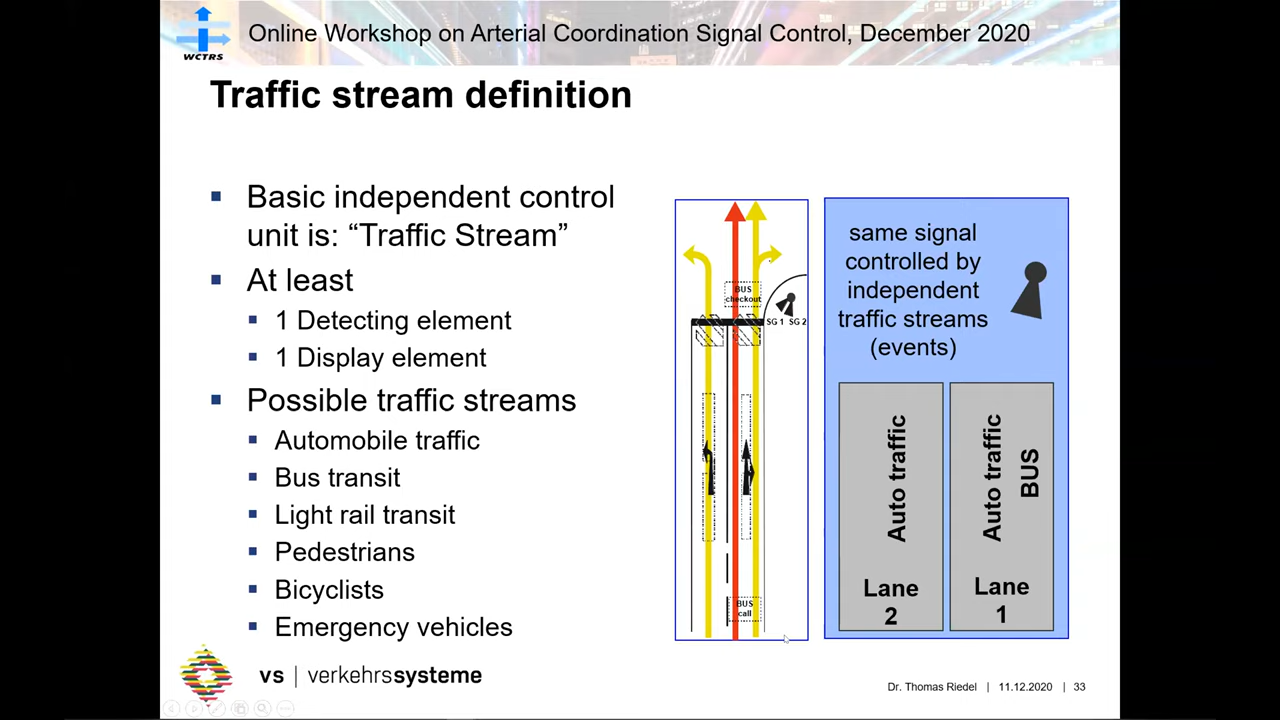 Online Workshop on Arterial Coordination Signal Control, December 2020
WCTRS
Traffic stream definition
Basic independent control
unit is: “Traffic Stream”
At least
1 Detecting element
1 Display element
Possible traffic streams
Automobile traffic
Bus transit
Light rail transit
Pedestrians
Bicyclists
Emergency vehicles
BUS
checkout
SG 1 SG 2
BUS
call
same signal
controlled by
independent
traffic streams
(events)
Auto traffic
Lane
2
Auto traffic
BUS
Lane
1
vs | verkehrssysteme
Dr. Thomas Riedel | 11.12.2020 | 33